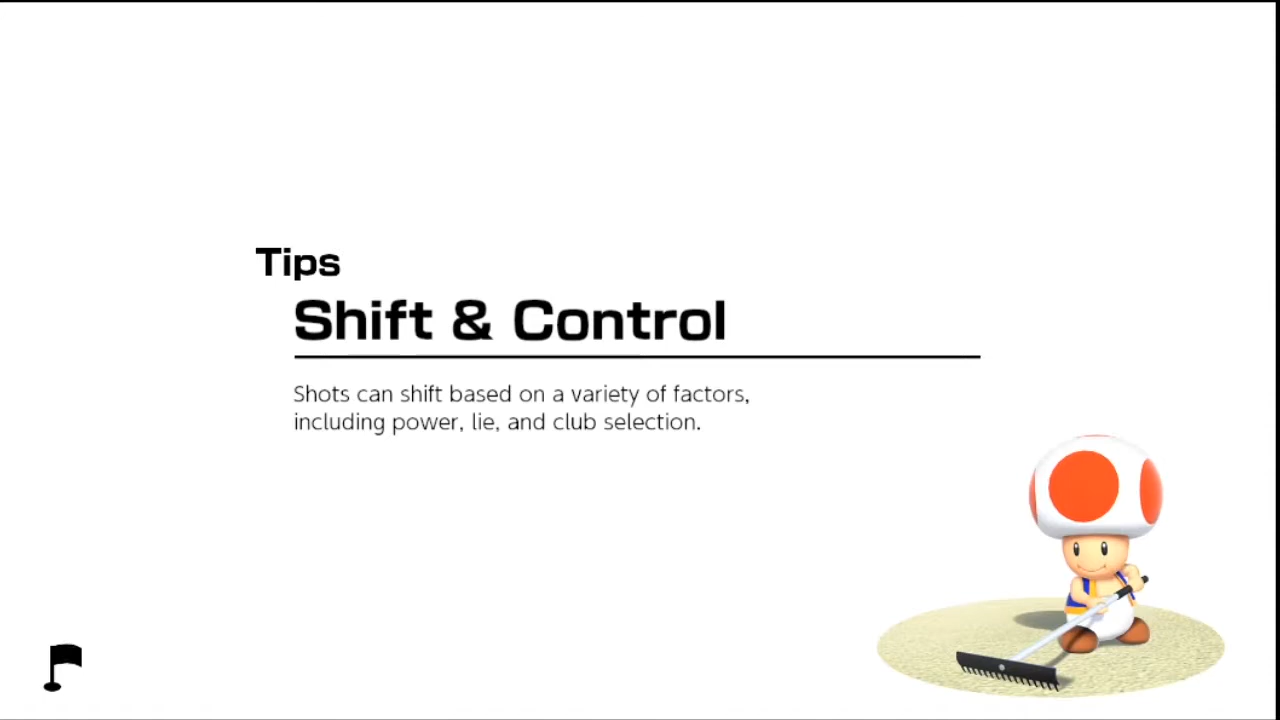 Tips
Shift & Control
Shots can shift based on a variety of factors,
including power, lie, and club selection.